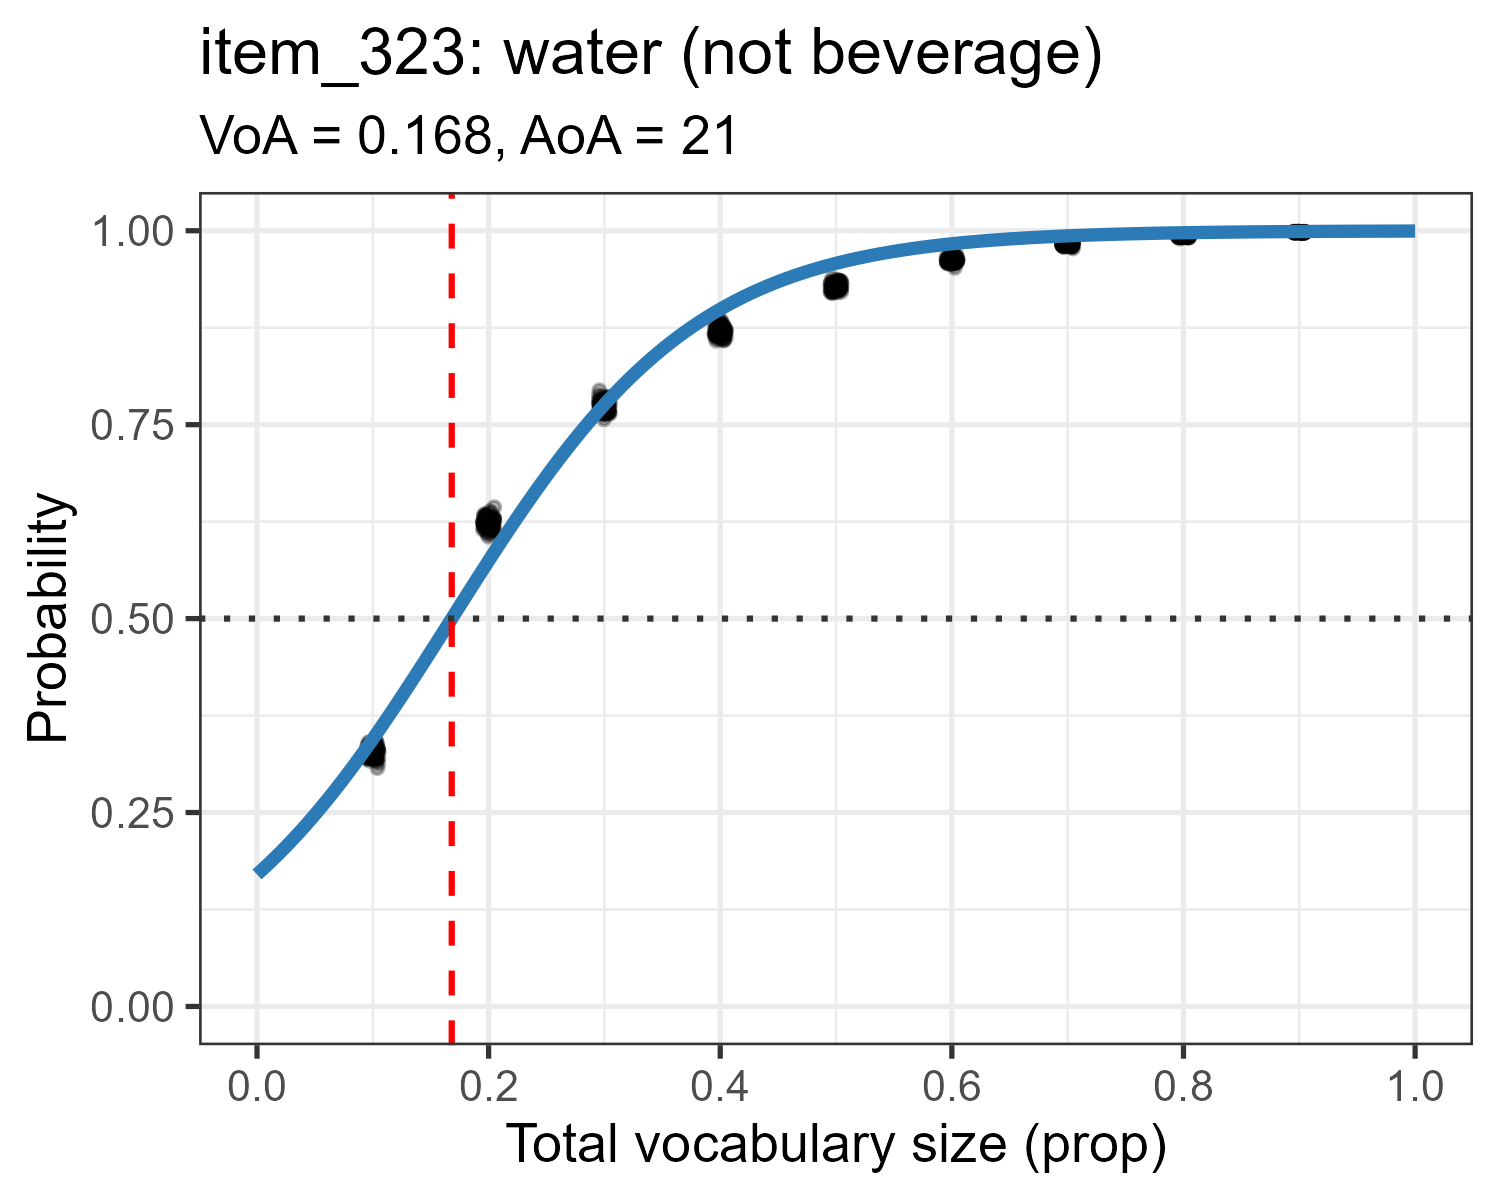 item_323: water (not beverage)
VoA = 0.168, AoA = 21
1.00
0.75
0.50
0.25
0.00
Probability
0.0 0.2 0.4 0.6 0.8 1.0
Total vocabulary size (prop)